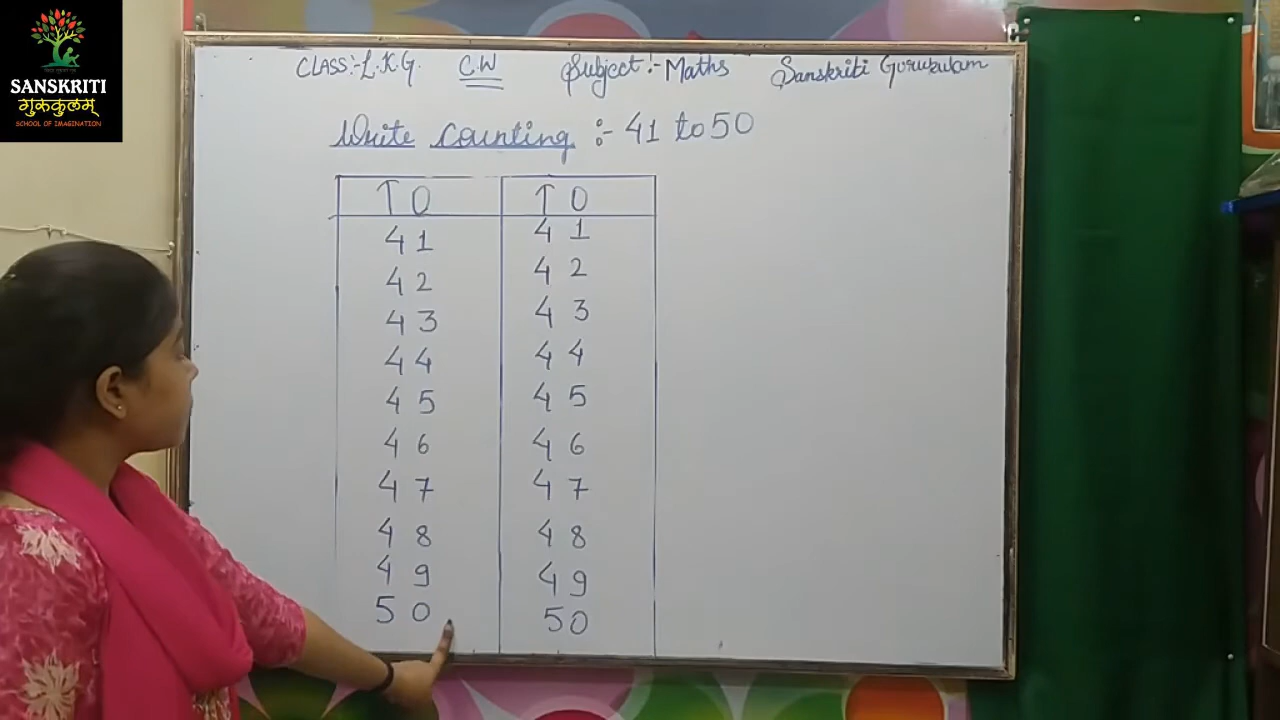 SANSKRITI
गुरुकुलम्
SCHOOL OF IMAGINATION
CLASS:- L.K.G. C.W Subject:- Maths Sanskriti Gurukulam
Write Counting :- 41 to 50
T O T O
4 1 4 1
4 2 4 2
4 3 4 3
4 4 4 4
4 5 4 5
4 6 4 6
4 7 4 7
4 8 4 8
4 9 4 9
5 0 5 0